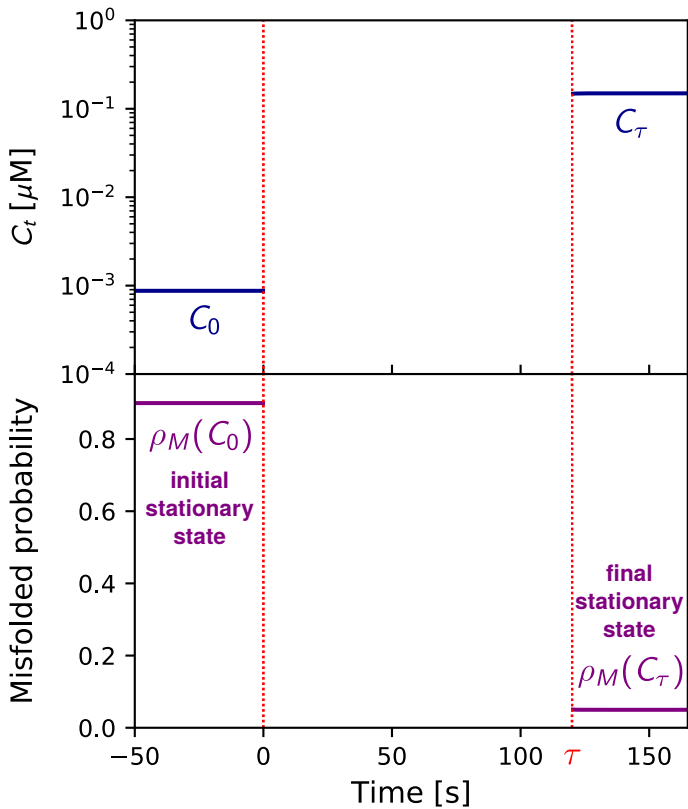 10⁰
10⁻¹
10⁻²
10⁻³
10⁻⁴
C_t [μM]
C_τ
C_0
Misfolded probability
0.8
0.6
0.4
0.2
0.0
ρ_M(C_0)
initial
stationary
state
final
stationary
state
ρ_M(C_τ)
−50
0
50
100
τ
150
Time [s]